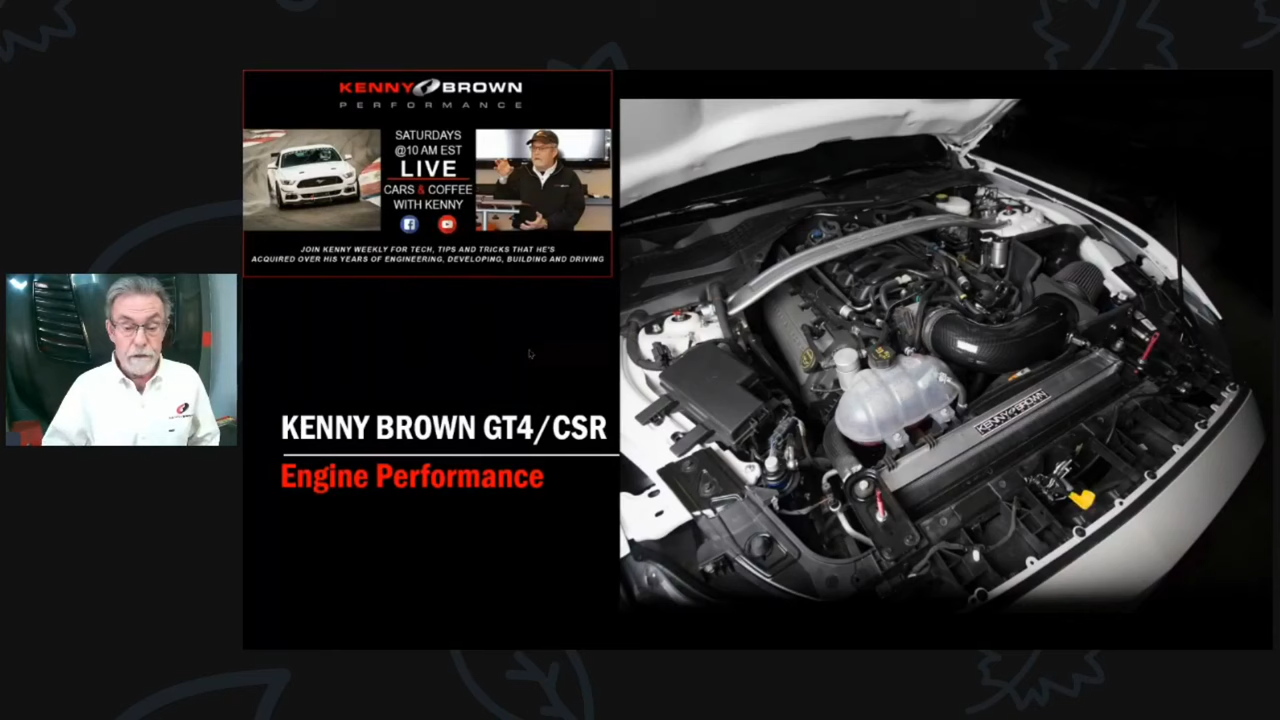 KENNY BROWN
PERFORMANCE
SATURDAYS
@10 AM EST
LIVE
CARS & COFFEE
WITH KENNY
JOIN KENNY WEEKLY FOR TECH, TIPS AND TRICKS THAT HE'S
ACQUIRED OVER HIS YEARS OF ENGINEERING, DEVELOPING, BUILDING AND DRIVING
KENNY BROWN GT4/CSR
Engine Performance
KENNY BROWN